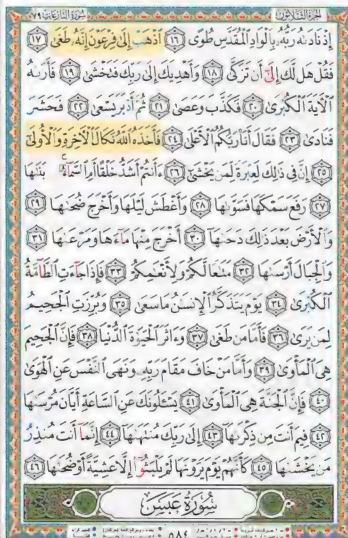 الجزء الثلاثون سورة النازعات ٧٩
إِذْ نَادَىٰهُ رَبُّهُۥ بِٱلْوَادِ ٱلْمُقَدَّسِ طُوًى ١٦ ٱذْهَبْ إِلَىٰ فِرْعَوْنَ إِنَّهُۥ طَغَىٰ ١٧
فَقُلْ هَل لَّكَ إِلَىٰٓ أَن تَزَكَّىٰ ١٨ وَأَهْدِيَكَ إِلَىٰ رَبِّكَ فَتَخْشَىٰ ١٩ فَأَرَىٰهُ
ٱلْـَٔايَةَ ٱلْكُبْرَىٰ ٢٠ فَكَذَّبَ وَعَصَىٰ ٢١ ثُمَّ أَدْبَرَ يَسْعَىٰ ٢٢ فَحَشَرَ
فَنَادَىٰ ٢٣ فَقَالَ أَنَا۠ رَبُّكُمُ ٱلْأَعْلَىٰ ٢٤ فَأَخَذَهُ ٱللَّهُ نَكَالَ ٱلْـَٔاخِرَةِ وَٱلْأُولَىٰٓ
٢٥ إِنَّ فِى ذَٰلِكَ لَعِبْرَةً لِّمَن يَخْشَىٰٓ ٢٦ ءَأَنتُمْ أَشَدُّ خَلْقًا أَمِ ٱلسَّمَآءُ ۚ بَنَىٰهَا
٢٧ رَفَعَ سَمْكَهَا فَسَوَّىٰهَا ٢٨ وَأَغْطَشَ لَيْلَهَا وَأَخْرَجَ ضُحَىٰهَا ٢٩
وَٱلْأَرْضَ بَعْدَ ذَٰلِكَ دَحَىٰهَآ ٣٠ أَخْرَجَ مِنْهَا مَآءَهَا وَمَرْعَىٰهَا ٣١
وَٱلْجِبَالَ أَرْسَىٰهَا ٣٢ مَتَٰعًا لَّكُمْ وَلِأَنْعَٰمِكُمْ ٣٣ فَإِذَا جَآءَتِ ٱلطَّآمَّةُ
ٱلْكُبْرَىٰ ٣٤ يَوْمَ يَتَذَكَّرُ ٱلْإِنسَٰنُ مَا سَعَىٰ ٣٥ وَبُرِّزَتِ ٱلْجَحِيمُ
لِمَن يَرَىٰ ٣٦ فَأَمَّا مَن طَغَىٰ ٣٧ وَءَاثَرَ ٱلْحَيَوٰةَ ٱلدُّنْيَا ٣٨ فَإِنَّ ٱلْجَحِيمَ
هِىَ ٱلْمَأْوَىٰ ٣٩ وَأَمَّا مَنْ خَافَ مَقَامَ رَبِّهِۦ وَنَهَى ٱلنَّفْسَ عَنِ ٱلْهَوَىٰ
٤٠ فَإِنَّ ٱلْجَنَّةَ هِىَ ٱلْمَأْوَىٰ ٤١ يَسْـَٔلُونَكَ عَنِ ٱلسَّاعَةِ أَيَّانَ مُرْسَىٰهَا
٤٢ فِيمَ أَنتَ مِن ذِكْرَىٰهَآ ٤٣ إِلَىٰ رَبِّكَ مُنتَهَىٰهَآ ٤٤ إِنَّمَآ أَنتَ مُنذِرُ
مَن يَخْشَىٰهَا ٤٥ كَأَنَّهُمْ يَوْمَ يَرَوْنَهَا لَمْ يَلْبَثُوٓا۟ إِلَّا عَشِيَّةً أَوْ ضُحَىٰهَا ٤٦
سُورَةُ عَبَسَ
٥٨٤